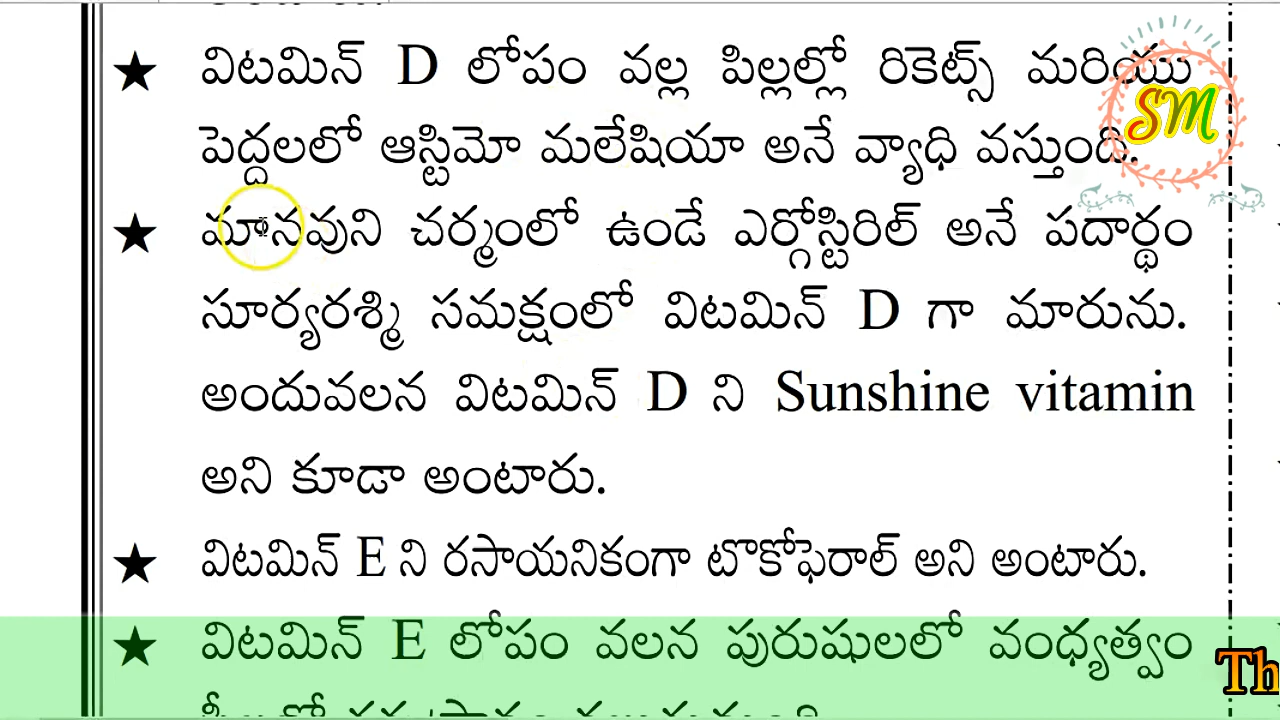 ★ విటమిన్ D లోపం వల్ల పిల్లల్లో రికెట్స్ మరియు
పెద్దలలో ఆస్టిమో మలేషియా అనే వ్యాధి వస్తుంది.
★ మానవుని చర్మంలో ఉండే ఎర్గోస్టిరిల్ అనే పదార్థం
సూర్యరశ్మి సమక్షంలో విటమిన్ D గా మారును.
అందువలన విటమిన్ D ని Sunshine vitamin
అని కూడా అంటారు.
★ విటమిన్ E ని రసాయనికంగా టొకోఫెరాల్ అని అంటారు.
★ విటమిన్ E లోపం వలన పురుషులలో వంధ్యత్వం
SM
Th